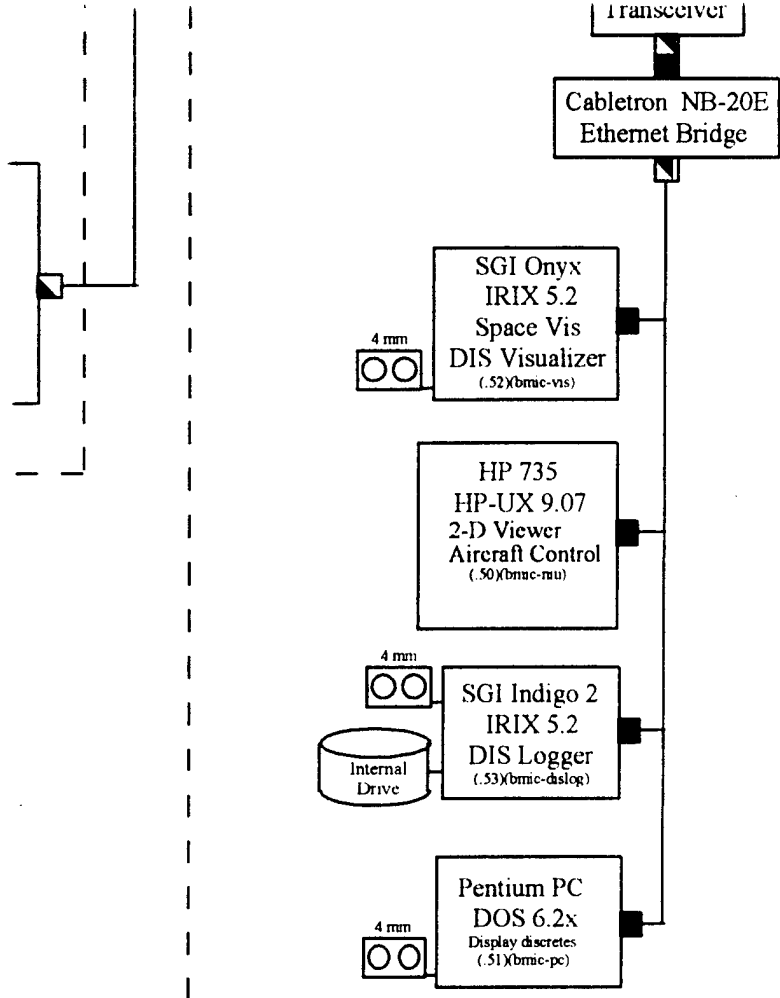 Transceiver
Cabletron NB-20E
Ethernet Bridge
SGI Onyx
IRIX 5.2
Space Vis
DIS Visualizer
(.52)(bmic-vis)
4 mm
HP 735
HP-UX 9.07
2-D Viewer
Aircraft Control
(.50)(bmic-mu)
4 mm
SGI Indigo 2
IRIX 5.2
DIS Logger
(.53)(bmic-dislog)
Internal
Drive
Pentium PC
DOS 6.2x
Display discretes
(.51)(bmic-pc)
4 mm